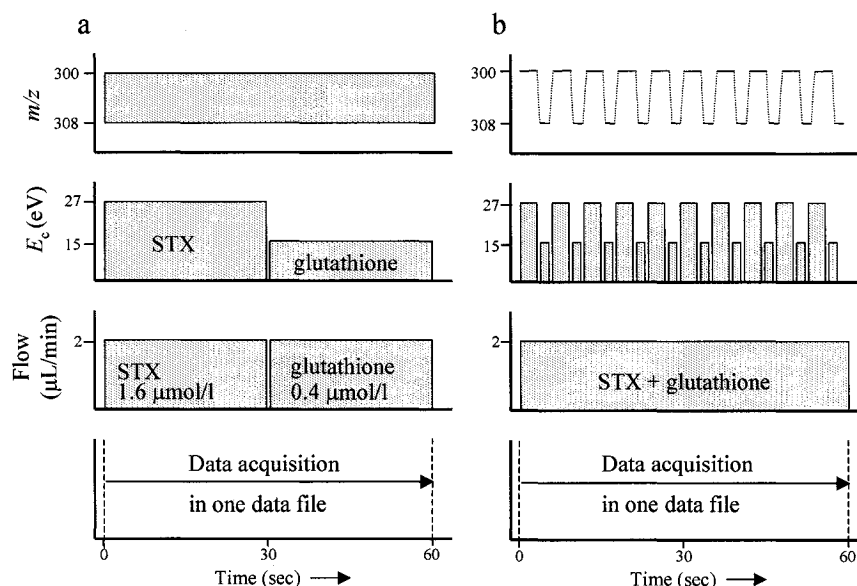 a
m/z
300
308
E_c (eV)
27
15
STX
glutathione
Flow
(μL/min)
2
STX
1.6 μmol/l
glutathione
0.4 μmol/l
Data acquisition
in one data file
0
30
60
Time (sec)
b
300
308
27
15
2
STX + glutathione
Data acquisition
in one data file
0
30
60
Time (sec)